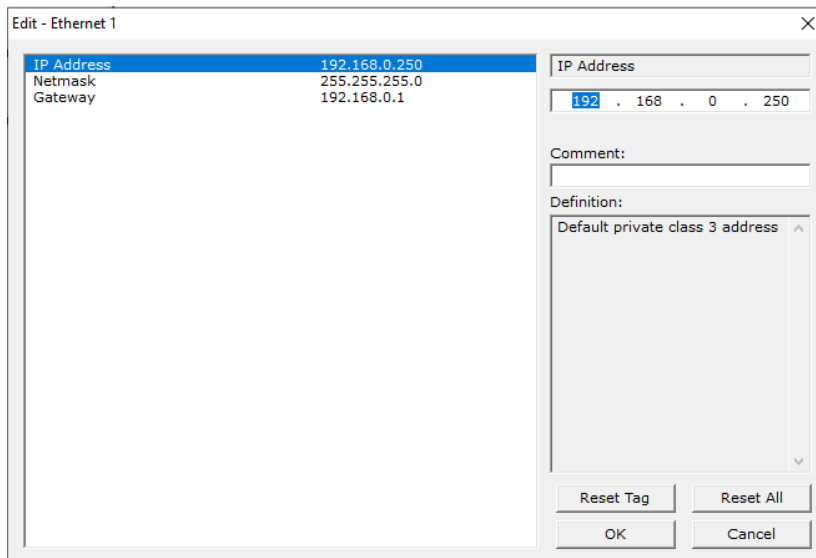 Edit - Ethernet 1
IP Address 192.168.0.250
Netmask 255.255.255.0
Gateway 192.168.0.1
IP Address
192 . 168 . 0 . 250
Comment:
Definition:
Default private class 3 address
Reset Tag Reset All
OK Cancel